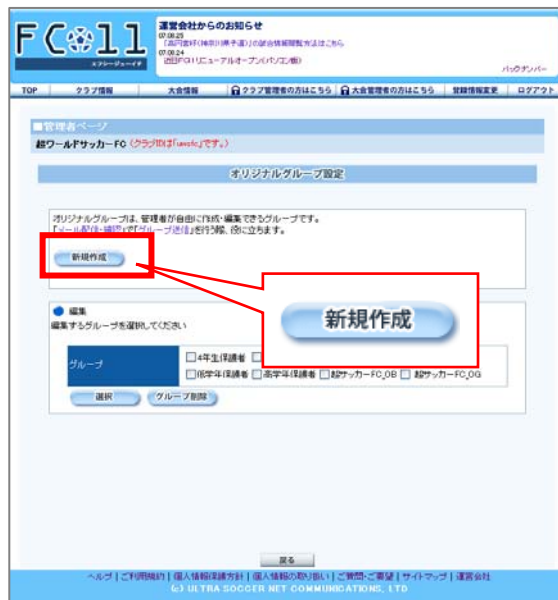 FC11
エフシーダーイチ
運営会社からのお知らせ
07.08.25
07.08.24
バックナンバー
TOP クラブ情報 大会情報 クラブ管理者の方はこちら 大会管理者の方はこちら 登録情報変更 ログアウト
■管理者ページ
超ワールドサッカーFC
オリジナルグループ設定
オリジナルグループは、管理者が自由に作成・編集できるグループです。
「メール配信・確認」で「グループ送信」を行う際、役に立ちます。
新規作成
新規作成
編集
編集するグループを選択してください
グループ
4年生保護者
低学年保護者 高学年保護者 超サッカーFC_OB 超サッカーFC_OG
選択 グループ削除
戻る
ヘルプ | ご利用規約 | 個人情報保護方針 | 個人情報の取り扱い | ご質問・ご要望 | サイトマップ | 運営会社
(c) ULTRA SOCCER NET COMMUNICATIONS, LTD